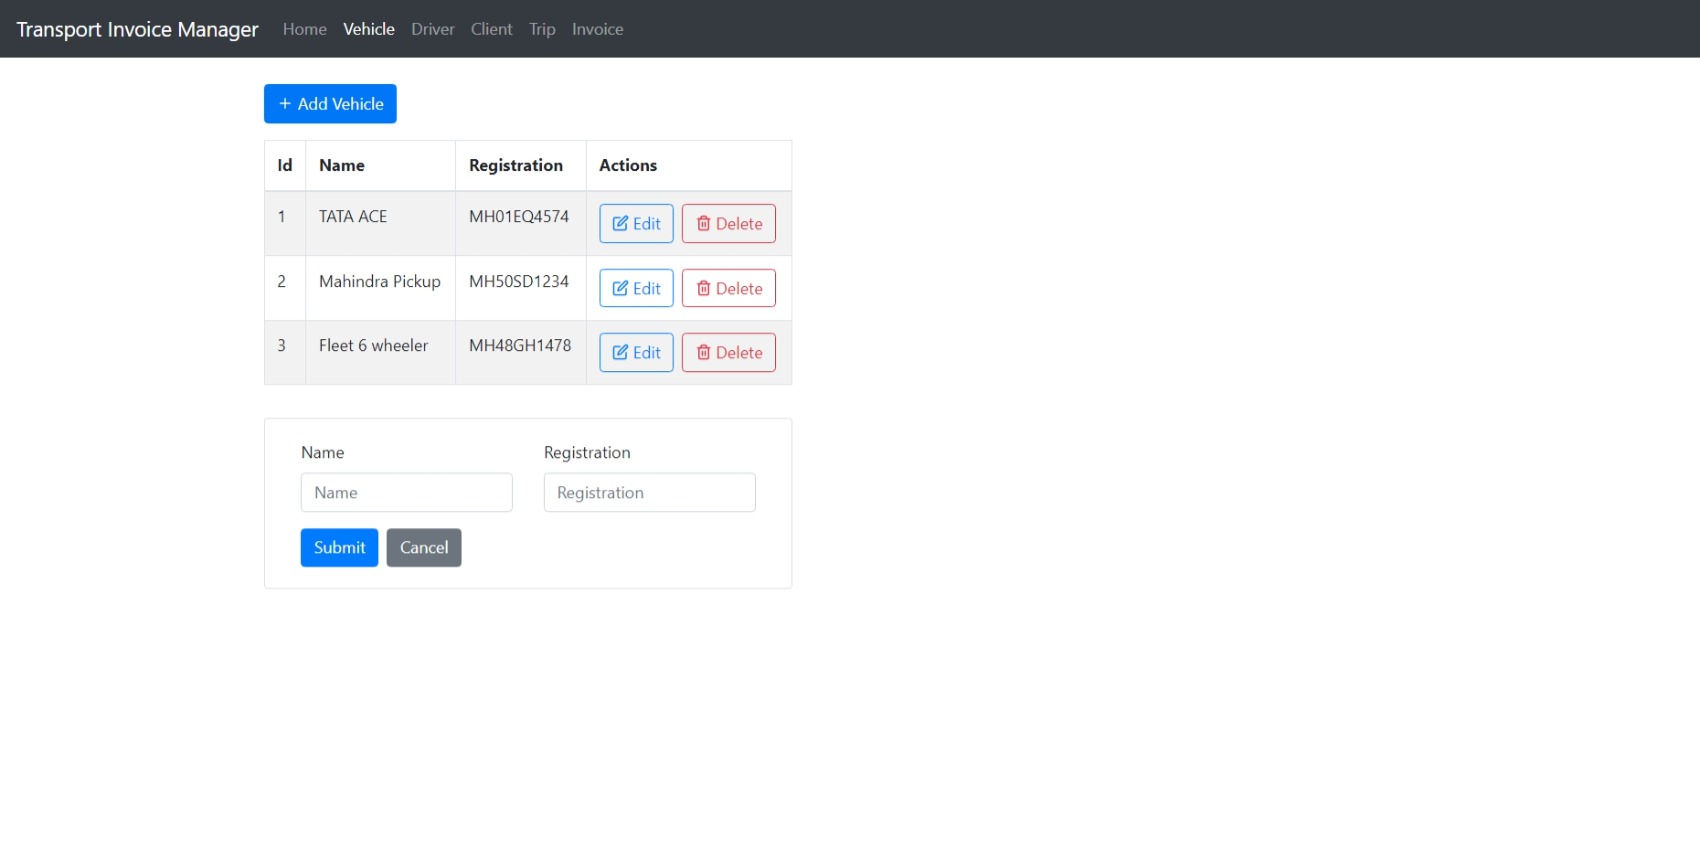 Transport Invoice Manager Home Vehicle Driver Client Trip Invoice
+ Add Vehicle
Id Name Registration Actions
1 TATA ACE MH01EQ4574 Edit Delete
2 Mahindra Pickup MH50SD1234 Edit Delete
3 Fleet 6 wheeler MH48GH1478 Edit Delete
Name Registration
Name Registration
Submit Cancel